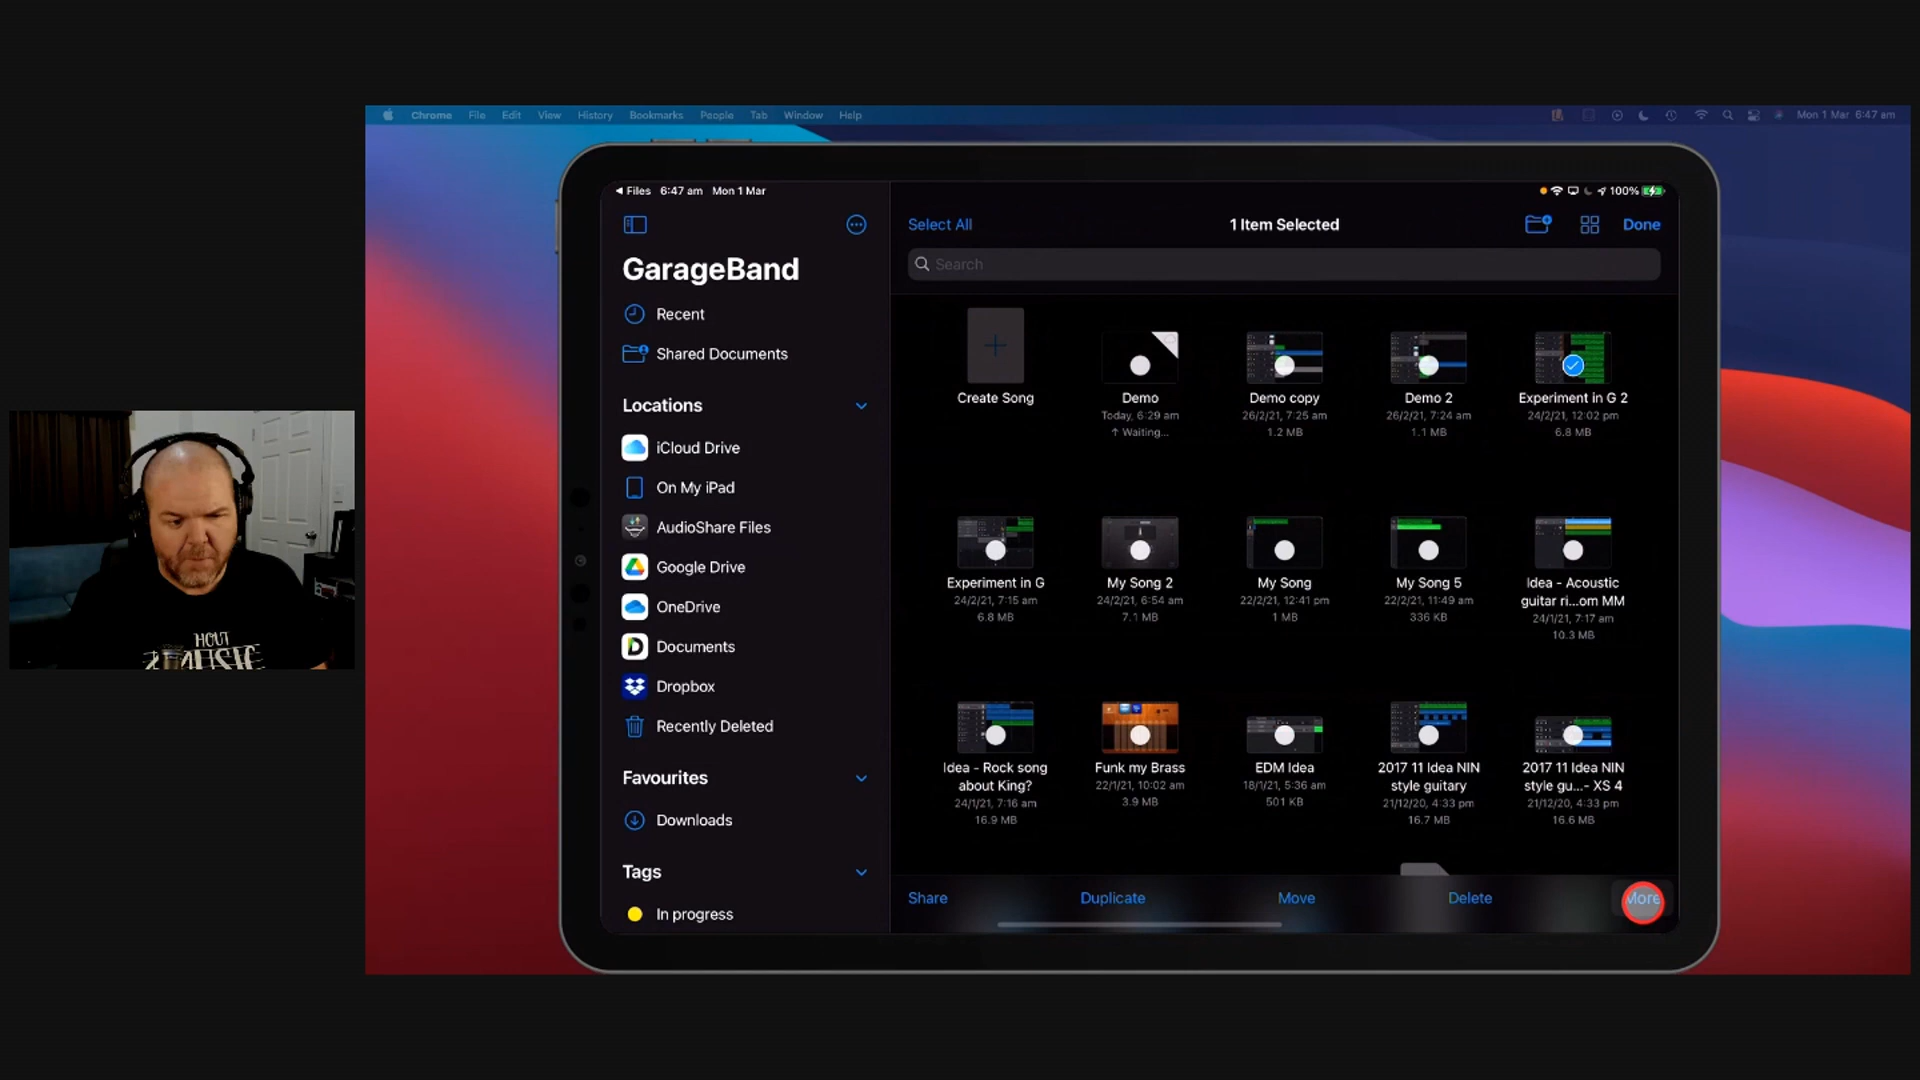 Chrome File Edit View History Bookmarks People Tab Window Help
Mon 1 Mar 6:47 am
Files 6:47 am Mon 1 Mar
100%
GarageBand
Recent
Shared Documents
Locations
iCloud Drive
On My iPad
AudioShare Files
Google Drive
OneDrive
Documents
Dropbox
Recently Deleted
Favourites
Downloads
Tags
In progress
Select All
1 Item Selected
Done
Search
Create Song
Demo
Today, 6:29 am
↑ Waiting...
Demo copy
26/2/21, 7:25 am
1.2 MB
Demo 2
26/2/21, 7:24 am
1.1 MB
Experiment in G 2
24/2/21, 12:02 pm
6.8 MB
Experiment in G
24/2/21, 7:15 am
6.8 MB
My Song 2
24/2/21, 6:54 am
7.1 MB
My Song
22/2/21, 12:41 pm
1 MB
My Song 5
22/2/21, 11:49 am
336 KB
Idea - Acoustic
guitar ri...om MM
24/1/21, 7:17 am
10.3 MB
Idea - Rock song
about King?
24/1/21, 7:16 am
16.9 MB
Funk my Brass
22/1/21, 10:02 am
3.9 MB
EDM Idea
18/1/21, 5:36 am
501 KB
2017 11 Idea NIN
style guitary
21/12/20, 4:33 pm
16.7 MB
2017 11 Idea NIN
style gu...- XS 4
21/12/20, 4:33 pm
16.6 MB
Share
Duplicate
Move
Delete
More